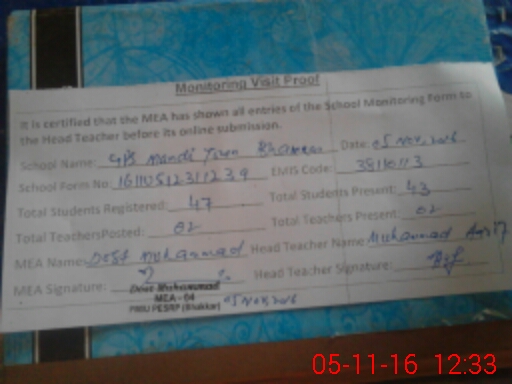 Monitoring Visit Proof
It is certified that the MEA has shown all entries of the School Monitoring Form to
the Head Teacher before its online submission.
School Name: GPS Mandi Town Bhakkar Date: 05 Nov, 2016
School Form No: EMIS Code:
Total Students Registered: 47 Total Students Present: 43
Total TeachersPosted: 02 Total Teachers Present: 02
MEA Name: Dost Muhammad Head Teacher Name: Muhammad
MEA Signature: Head Teacher Signature:
Dost Muhammad
MEA - 04
PMIU PESRP (Bhakkar) 05 Nov, 2016
05-11-16 12:33